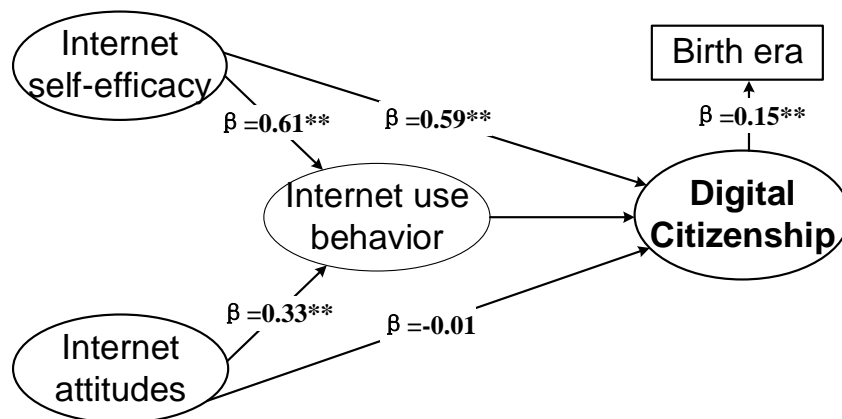 Internet
self-efficacy
Birth era
β=0.61**
β=0.59**
β=0.15**
Internet use
behavior
Digital
Citizenship
β=0.33**
β=-0.01
Internet
attitudes